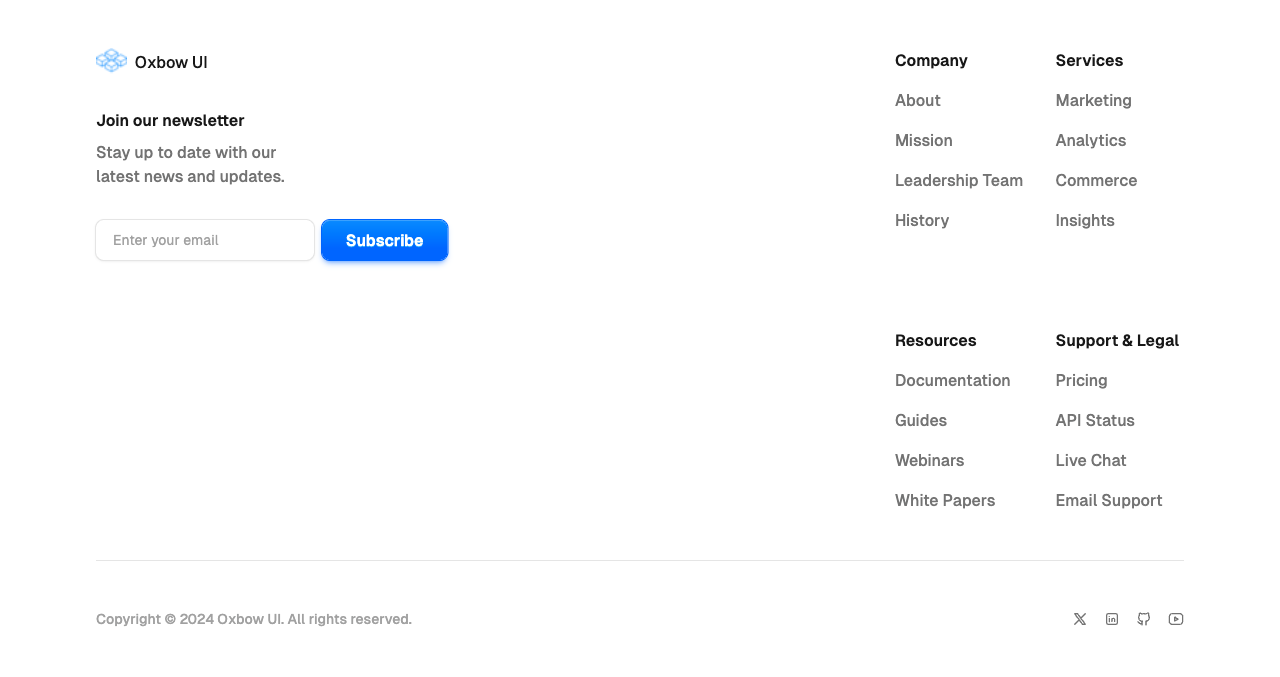 Oxbow UI
Join our newsletter
Stay up to date with our
latest news and updates.
Enter your email
Subscribe
Company
About
Mission
Leadership Team
History
Services
Marketing
Analytics
Commerce
Insights
Resources
Documentation
Guides
Webinars
White Papers
Support & Legal
Pricing
API Status
Live Chat
Email Support
Copyright © 2024 Oxbow UI. All rights reserved.